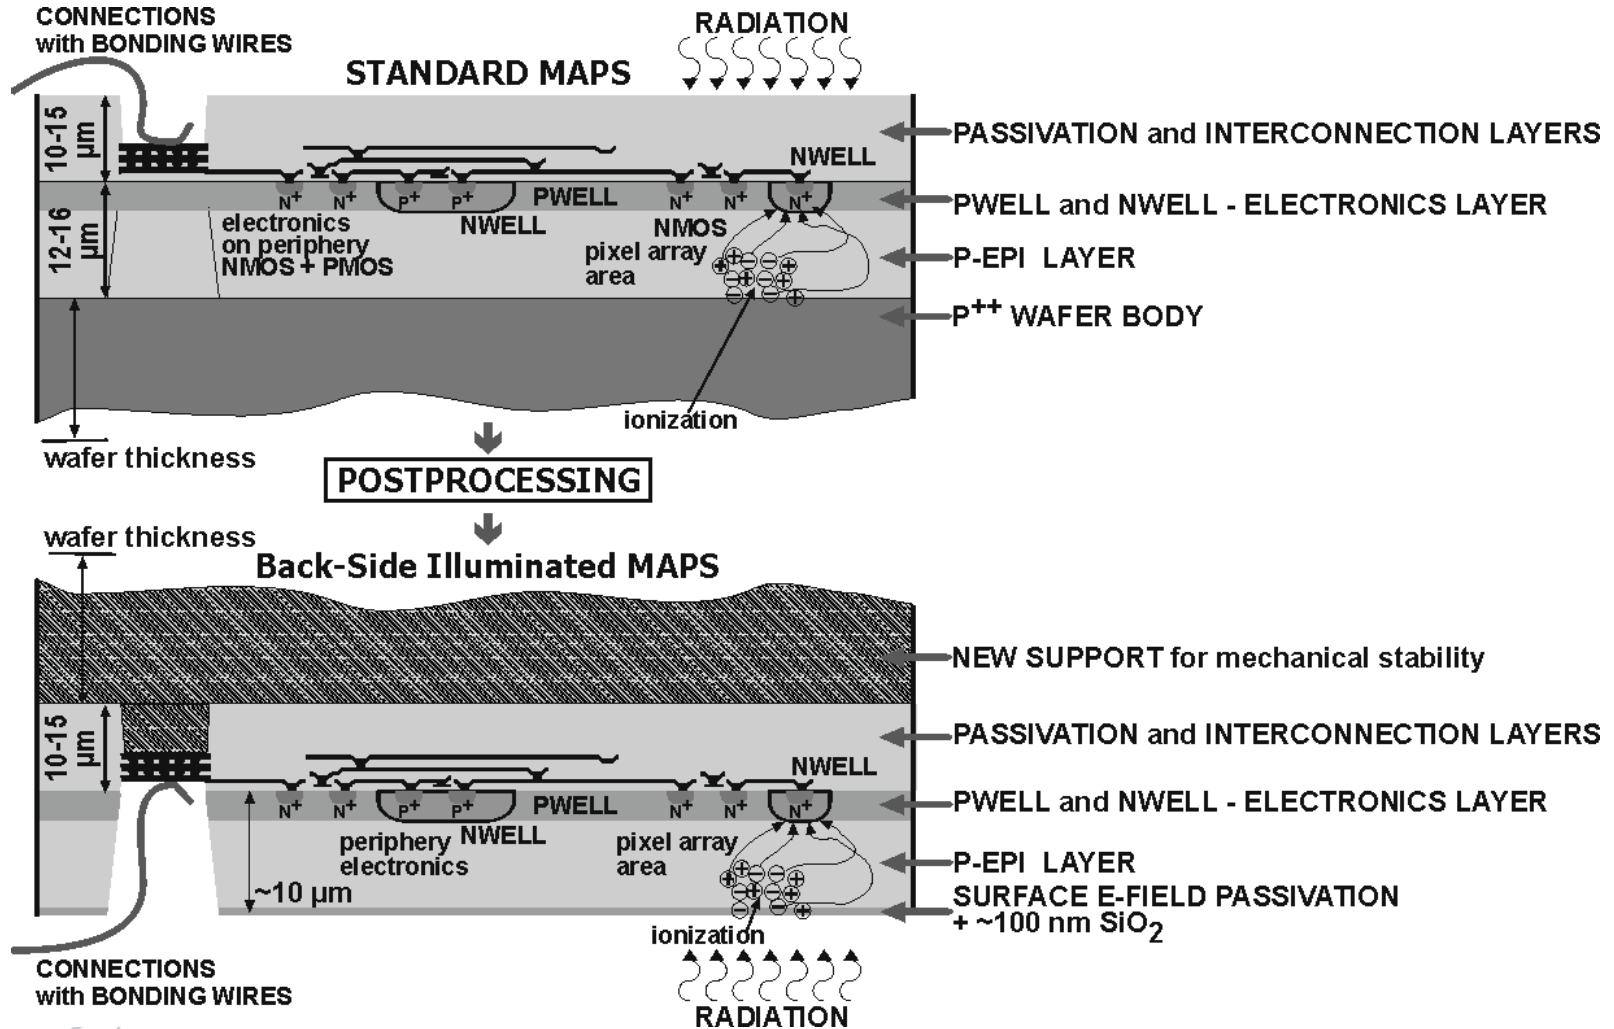 CONNECTIONS
with BONDING WIRES
RADIATION
STANDARD MAPS
10-15
µm
PASSIVATION and INTERCONNECTION LAYERS
NWELL
N+ N+ P+ P+ PWELL N+ N+ N+
PWELL and NWELL - ELECTRONICS LAYER
12-16
µm
electronics
on periphery
NMOS + PMOS
NWELL
NMOS
pixel array
area
P-EPI LAYER
P++ WAFER BODY
ionization
wafer thickness
POSTPROCESSING
wafer thickness
Back-Side Illuminated MAPS
NEW SUPPORT for mechanical stability
10-15
µm
PASSIVATION and INTERCONNECTION LAYERS
NWELL
N+ N+ P+ P+ PWELL N+ N+ N+
PWELL and NWELL - ELECTRONICS LAYER
periphery
electronics
NWELL
pixel array
area
P-EPI LAYER
~10 µm
SURFACE E-FIELD PASSIVATION
+ ~100 nm SiO2
ionization
CONNECTIONS
with BONDING WIRES
RADIATION